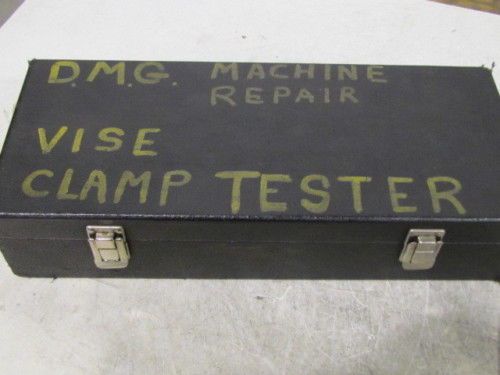 D.M.G. MACHINE
REPAIR
VISE
CLAMP TESTER